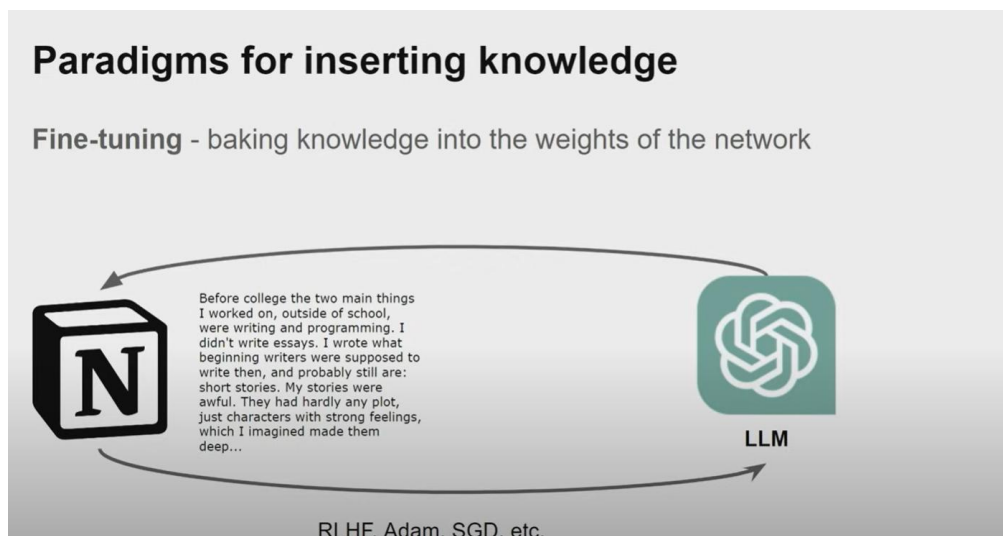 Paradigms for inserting knowledge
Fine-tuning - baking knowledge into the weights of the network
Before college the two main things
I worked on, outside of school,
were writing and programming. I
didn't write essays. I wrote what
beginning writers were supposed to
write then, and probably still are:
short stories. My stories were
awful. They had hardly any plot,
just characters with strong feelings,
which I imagined made them
deep...
N
LLM
RLHF, Adam, SGD, etc.